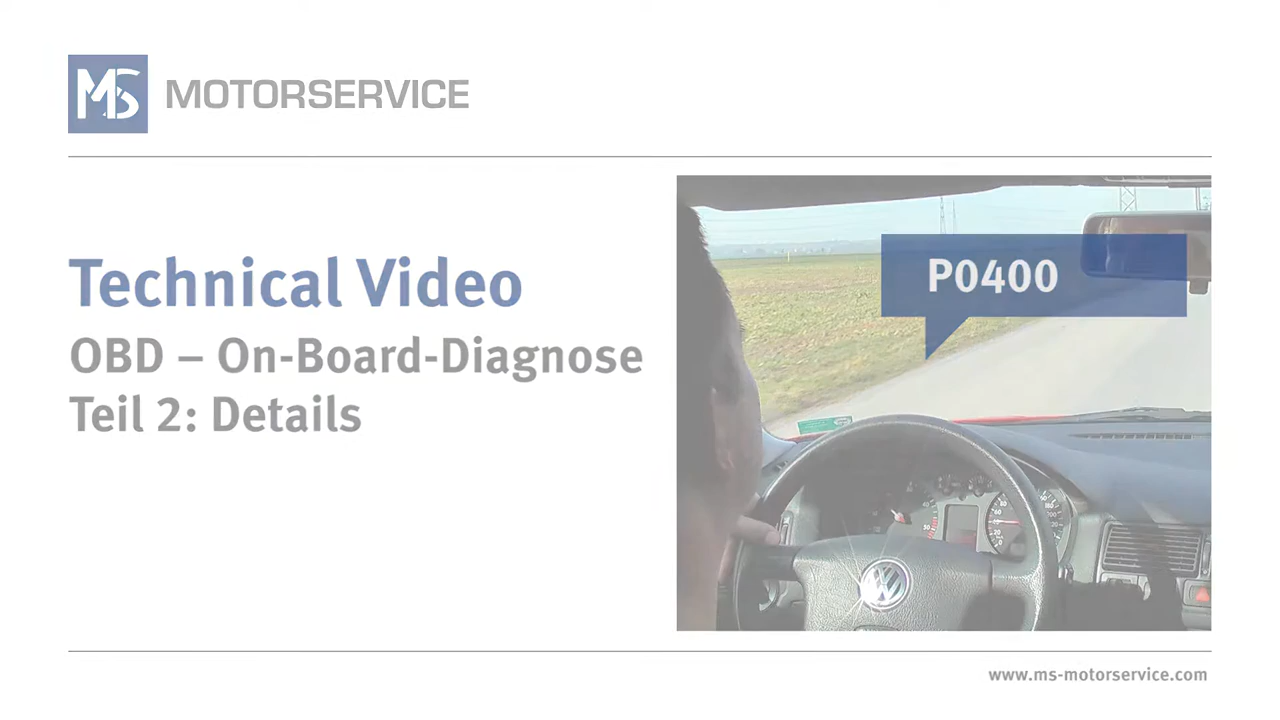 MS MOTORSERVICE
Technical Video
OBD – On-Board-Diagnose
Teil 2: Details
P0400
www.ms-motorservice.com